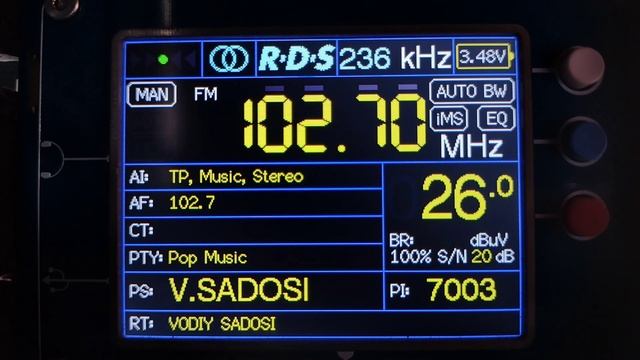 R·D·S 236 kHz 3.48V
MAN FM 102.70 MHz AUTO BW
iMS EQ
AI: TP, Music, Stereo
AF: 102.7
CT:
PTY: Pop Music
26.0
dBuV
BR: 100% S/N 20 dB
PS: V.SADOSI
PI: 7003
RT: VODIY SADOSI